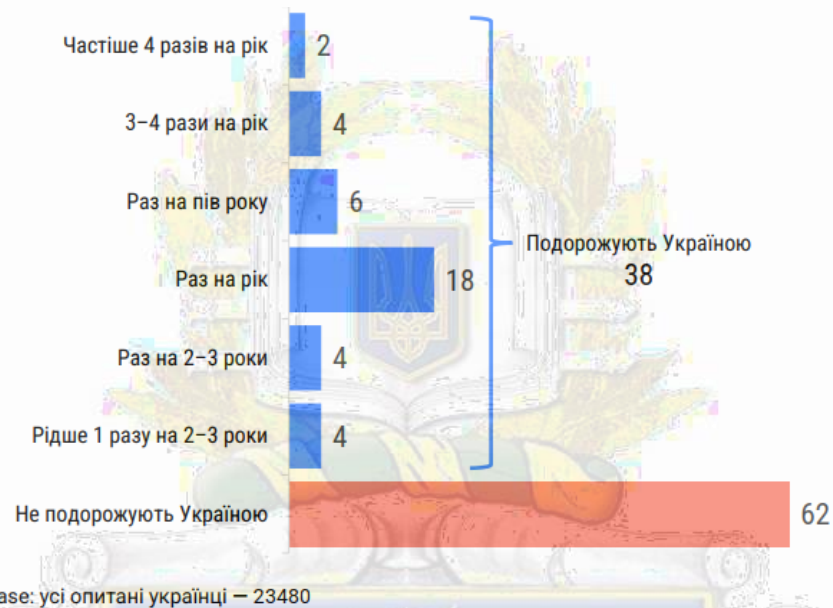 Частіше 4 разів на рік 2
3–4 рази на рік 4
Раз на пів року 6
Подорожують Україною
38
Раз на рік 18
Раз на 2–3 роки 4
Рідше 1 разу на 2–3 роки 4
Не подорожують Україною 62
ase: усі опитані українці — 23480